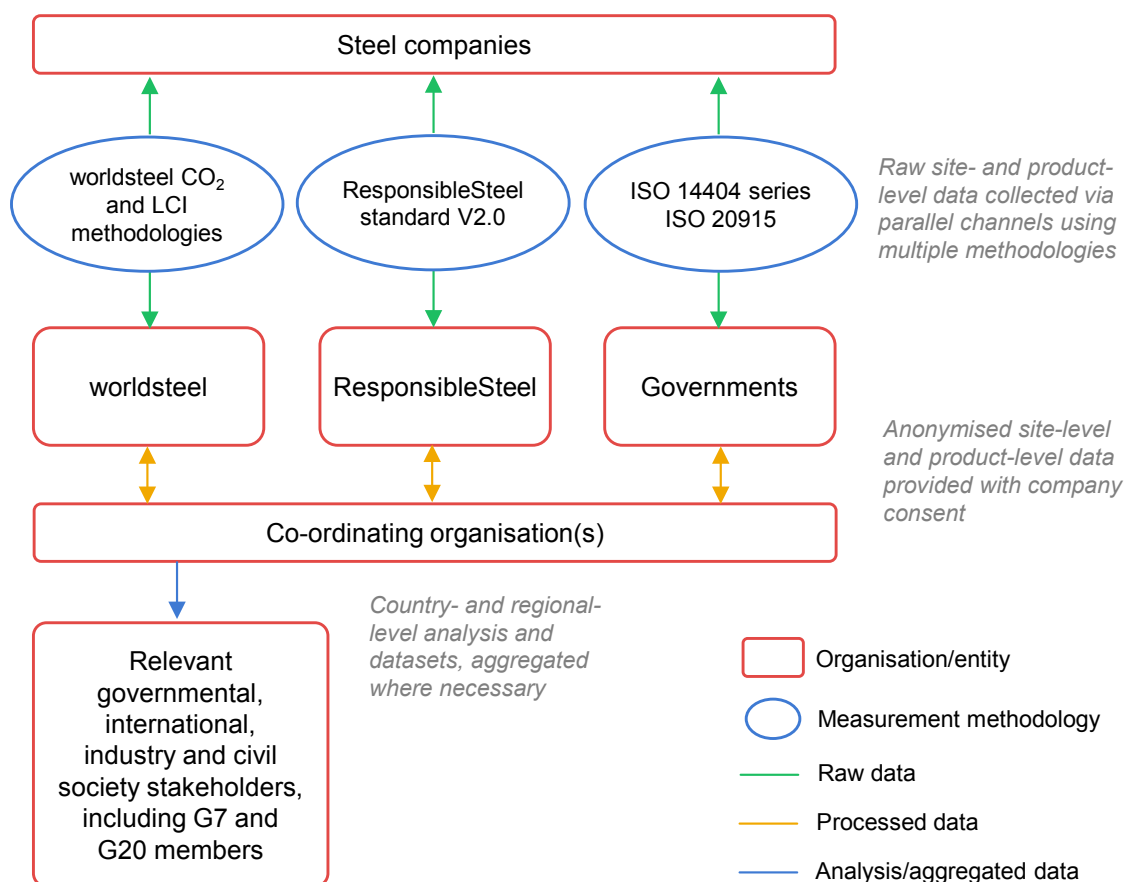 Steel companies
worldsteel CO₂
and LCI
methodologies
ResponsibleSteel
standard V2.0
ISO 14404 series
ISO 20915
Raw site- and product-
level data collected via
parallel channels using
multiple methodologies
worldsteel
ResponsibleSteel
Governments
Anonymised site-level
and product-level data
provided with company
consent
Co-ordinating organisation(s)
Relevant
governmental,
international,
industry and civil
society stakeholders,
including G7 and
G20 members
Country- and regional-
level analysis and
datasets, aggregated
where necessary
Organisation/entity
Measurement methodology
Raw data
Processed data
Analysis/aggregated data